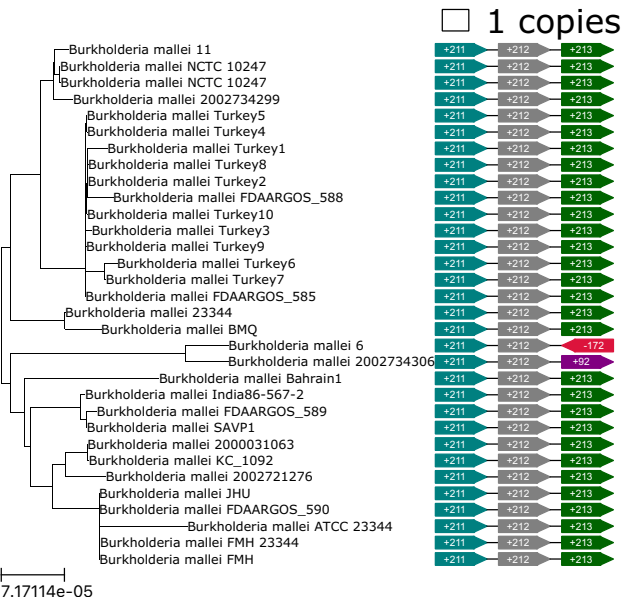 1 copies
Burkholderia mallei 11 +211 +212 +213
Burkholderia mallei NCTC 10247 +211 +212 +213
Burkholderia mallei NCTC 10247 +211 +212 +213
Burkholderia mallei 2002734299 +211 +212 +213
Burkholderia mallei Turkey5 +211 +212 +213
Burkholderia mallei Turkey4 +211 +212 +213
Burkholderia mallei Turkey1 +211 +212 +213
Burkholderia mallei Turkey8 +211 +212 +213
Burkholderia mallei Turkey2 +211 +212 +213
Burkholderia mallei FDAARGOS_588 +211 +212 +213
Burkholderia mallei Turkey10 +211 +212 +213
Burkholderia mallei Turkey3 +211 +212 +213
Burkholderia mallei Turkey9 +211 +212 +213
Burkholderia mallei Turkey6 +211 +212 +213
Burkholderia mallei Turkey7 +211 +212 +213
Burkholderia mallei FDAARGOS_585 +211 +212 +213
Burkholderia mallei 23344 +211 +212 +213
Burkholderia mallei BMQ +211 +212 +213
Burkholderia mallei 6 +211 +212 -172
Burkholderia mallei 2002734306 +211 +212 +92
Burkholderia mallei Bahrain1 +211 +212 +213
Burkholderia mallei India86-567-2 +211 +212 +213
Burkholderia mallei FDAARGOS_589 +211 +212 +213
Burkholderia mallei SAVP1 +211 +212 +213
Burkholderia mallei 2000031063 +211 +212 +213
Burkholderia mallei KC_1092 +211 +212 +213
Burkholderia mallei 2002721276 +211 +212 +213
Burkholderia mallei JHU +211 +212 +213
Burkholderia mallei FDAARGOS_590 +211 +212 +213
Burkholderia mallei ATCC 23344 +211 +212 +213
Burkholderia mallei FMH 23344 +211 +212 +213
Burkholderia mallei FMH +211 +212 +213
7.17114e-05